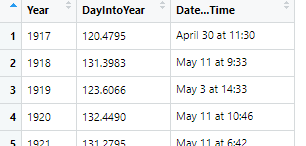 Year DayIntoYear Date...Time
1 1917 120.4795 April 30 at 11:30
2 1918 131.3983 May 11 at 9:33
3 1919 123.6066 May 3 at 14:33
4 1920 132.4490 May 11 at 10:46
5 1921 131.2795 May 11 at 6:42